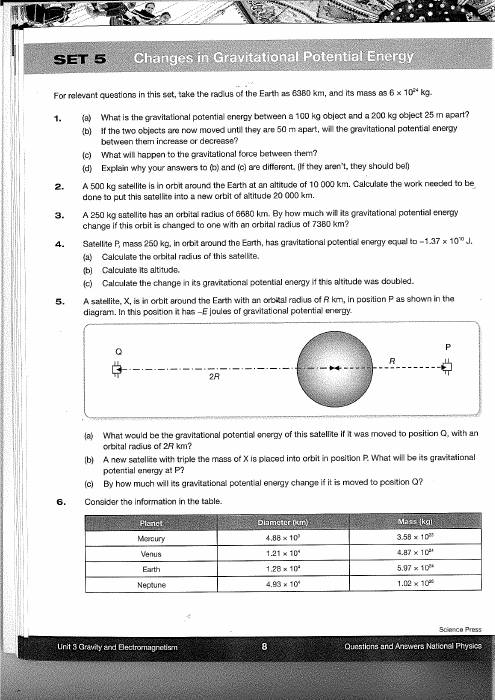 SET 5 Changes in Gravitational Potential Energy
For relevant questions in this set, take the radius of the Earth as 6380 km, and its mass as 6 × 10²⁴ kg.
1. (a) What is the gravitational potential energy between a 100 kg object and a 200 kg object 25 m apart?
(b) If the two objects are now moved until they are 50 m apart, will the gravitational potential energy
between them increase or decrease?
(c) What will happen to the gravitational force between them?
(d) Explain why your answers to (b) and (c) are different. (If they aren't, they should be!)
2. A 500 kg satellite is in orbit around the Earth at an altitude of 10 000 km. Calculate the work needed to be
done to put this satellite into a new orbit of altitude 20 000 km.
3. A 250 kg satellite has an orbital radius of 6680 km. By how much will its gravitational potential energy
change if this orbit is changed to one with an orbital radius of 7380 km?
4. Satellite P, mass 250 kg, in orbit around the Earth, has gravitational potential energy equal to −1.37 × 10¹⁰ J.
(a) Calculate the orbital radius of this satellite.
(b) Calculate its altitude.
(c) Calculate the change in its gravitational potential energy if this altitude was doubled.
5. A satellite, X, is in orbit around the Earth with an orbital radius of R km, in position P as shown in the
diagram. In this position it has −E joules of gravitational potential energy.
Q
P
R
2R
(a) What would be the gravitational potential energy of this satellite if it was moved to position Q, with an
orbital radius of 2R km?
(b) A new satellite with triple the mass of X is placed into orbit in position P. What will be its gravitational
potential energy at P?
(c) By how much will its gravitational potential energy change if it is moved to position Q?
6. Consider the information in the table.
Planet Diameter (km) Mass (kg)
Mercury 4.88 × 10³ 3.58 × 10²³
Venus 1.21 × 10⁴ 4.87 × 10²⁴
Earth 1.28 × 10⁴ 5.97 × 10²⁴
Neptune 4.93 × 10⁴ 1.02 × 10²⁶
Science Press
Unit 3 Gravity and Electromagnetism 8 Questions and Answers National Physics